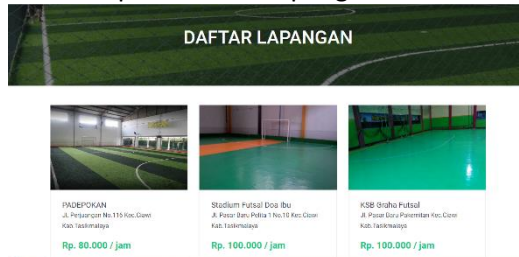 DAFTAR LAPANGAN
PADEPOKAN
Jl. Perjuangan No.116 Kec.Ciawi
Kab.Tasikmalaya
Rp. 80.000 / jam
Stadium Futsal Doa Ibu
Jl. Pasar Baru Pelita 1 No.10 Kec.Ciawi
Kab.Tasikmalaya
Rp. 100.000 / jam
KSB Graha Futsal
Jl. Pasar Baru Pakemitan Kec.Ciawi
Kab.Tasikmalaya
Rp. 100.000 / jam